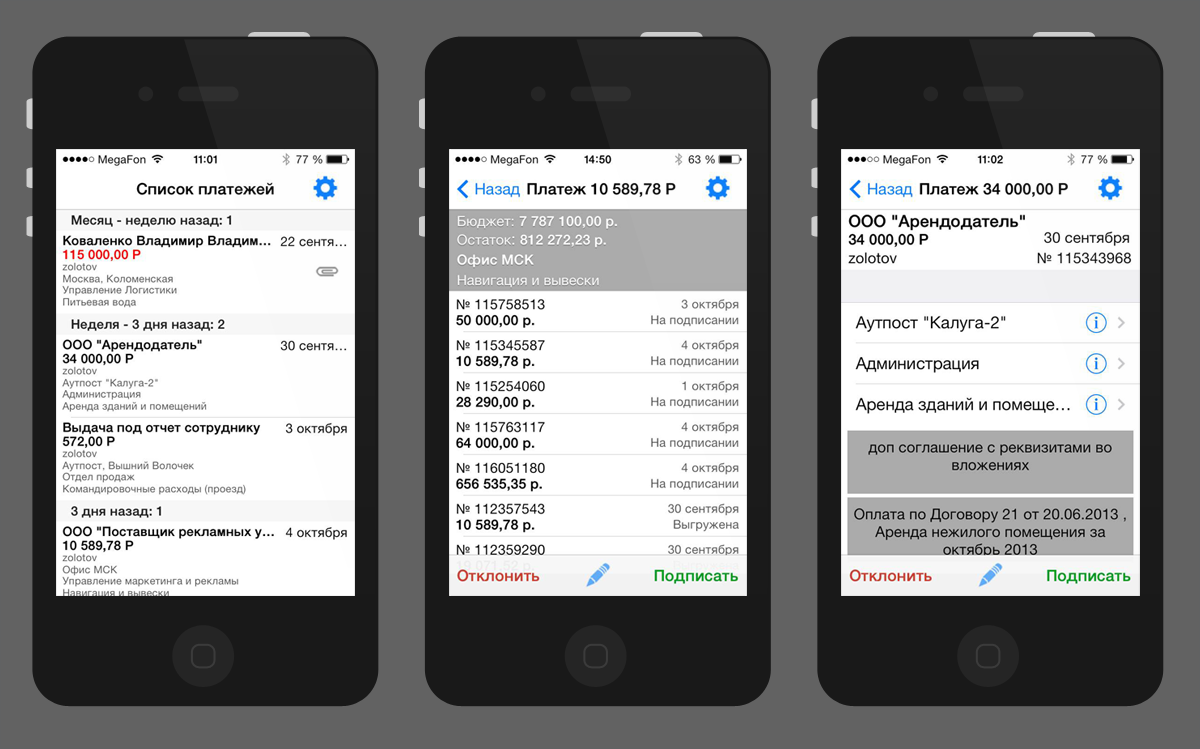 MegaFon 11:01 77 %
Список платежей
Месяц - неделю назад: 1
Коваленко Владимир Владим... 22 сентя...
115 000,00 Р
zolotov
Москва, Коломенская
Управление Логистики
Питьевая вода
Неделя - 3 дня назад: 2
ООО "Арендодатель" 30 сентя...
34 000,00 Р
zolotov
Аутпост "Калуга-2"
Администрация
Аренда зданий и помещений
Выдача под отчет сотруднику 3 октября
572,00 Р
zolotov
Аутпост, Вышний Волочек
Отдел продаж
Командировочные расходы (проезд)
3 дня назад: 1
ООО "Поставщик рекламных у... 4 октября
10 589,78 Р
zolotov
Офис МСК
Управление маркетинга и рекламы
Навигация и вывески
MegaFon 14:50 63 %
Назад Платеж 10 589,78 Р
Бюджет: 7 787 100,00 р.
Остаток: 812 272,23 р.
Офис МСК
Навигация и вывески
№ 115758513 3 октября
50 000,00 р. На подписании
№ 115345587 4 октября
10 589,78 р. На подписании
№ 115254060 1 октября
28 290,00 р. На подписании
№ 115763117 4 октября
64 000,00 р. На подписании
№ 116051180 4 октября
656 535,35 р. На подписании
№ 112357543 30 сентября
10 589,78 р. Выгружена
№ 112359290 30 сентября
Отклонить Подписать
MegaFon 11:02 77 %
Назад Платеж 34 000,00 Р
ООО "Арендодатель"
34 000,00 Р 30 сентября
zolotov № 115343968
Аутпост "Калуга-2"
Администрация
Аренда зданий и помеще...
доп соглашение с реквизитами во
вложениях
Оплата по Договору 21 от 20.06.2013 ,
Аренда нежилого помещения за
октябрь 2013
Отклонить Подписать